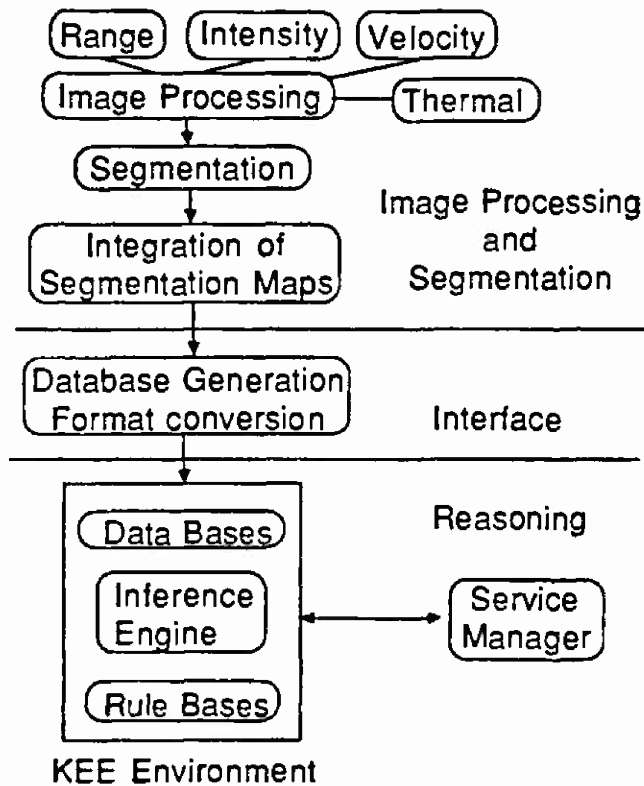 Range
Intensity
Velocity
Image Processing
Thermal
Segmentation
Integration of
Segmentation Maps
Image Processing
and
Segmentation
Database Generation
Format conversion
Interface
Reasoning
Data Bases
Inference
Engine
Service
Manager
Rule Bases
KEE Environment